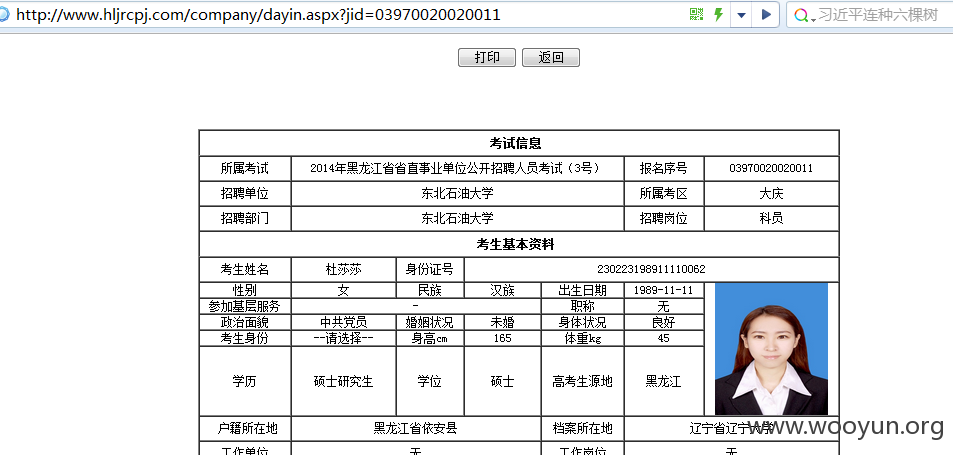 http://www.hljrcpj.com/company/dayin.aspx?jid=03970020020011 习近平连种六棵树
打印 返回
考试信息
所属考试 2014年黑龙江省省直事业单位公开招聘人员考试（3号） 报名序号 03970020020011
招聘单位 东北石油大学 所属考区 大庆
招聘部门 东北石油大学 招聘岗位 科员
考生基本资料
考生姓名 杜莎莎 身份证号 230223198911110062
性别 女 民族 汉族 出生日期 1989-11-11
参加基层服务 - 职称 无
政治面貌 中共党员 婚姻状况 未婚 身体状况 良好
考生身份 --请选择-- 身高cm 165 体重kg 45
学历 硕士研究生 学位 硕士 高考生源地 黑龙江
户籍所在地 黑龙江省依安县 档案所在地 辽宁省辽宁大学
www.wooyun.org
工作单位 无 工作岗位 无